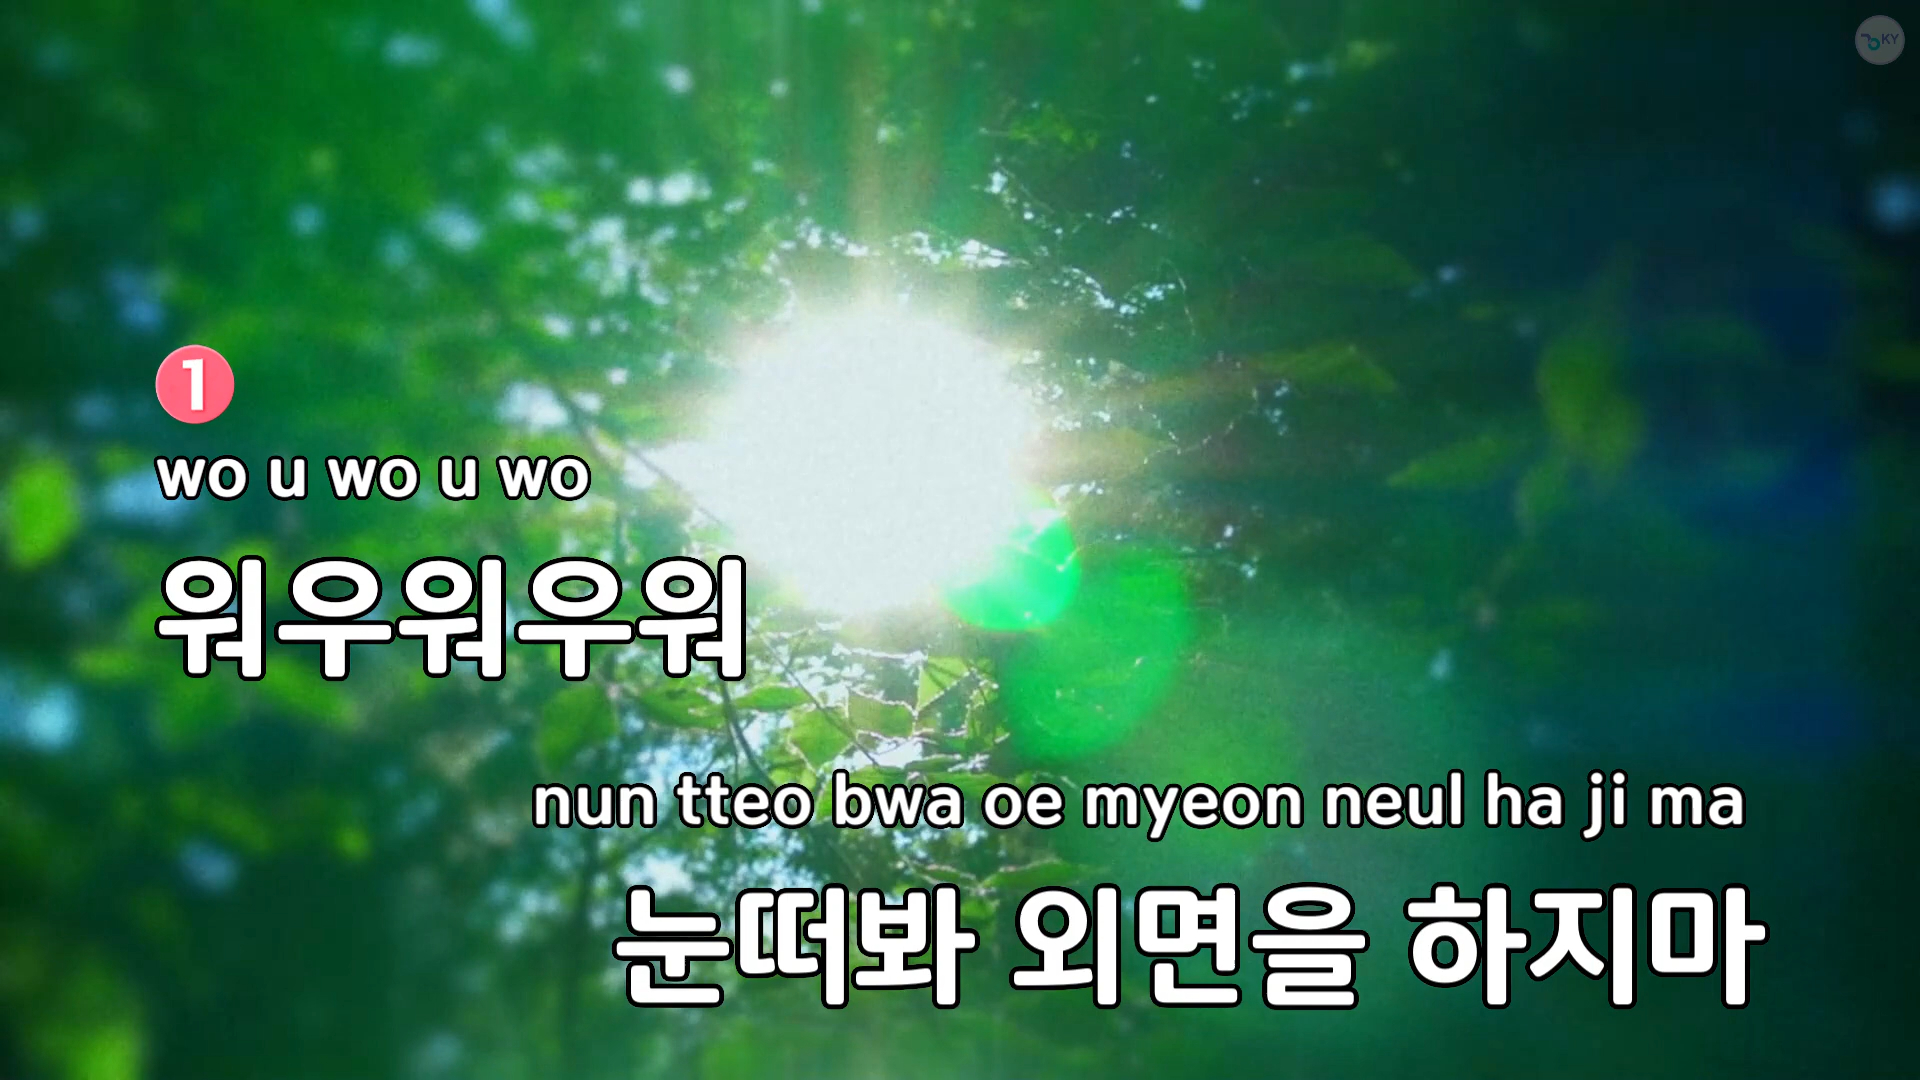 KY
1
wo u wo u wo
워우워우워
nun tteo bwa oe myeon neul ha ji ma
눈떠봐 외면을 하지마